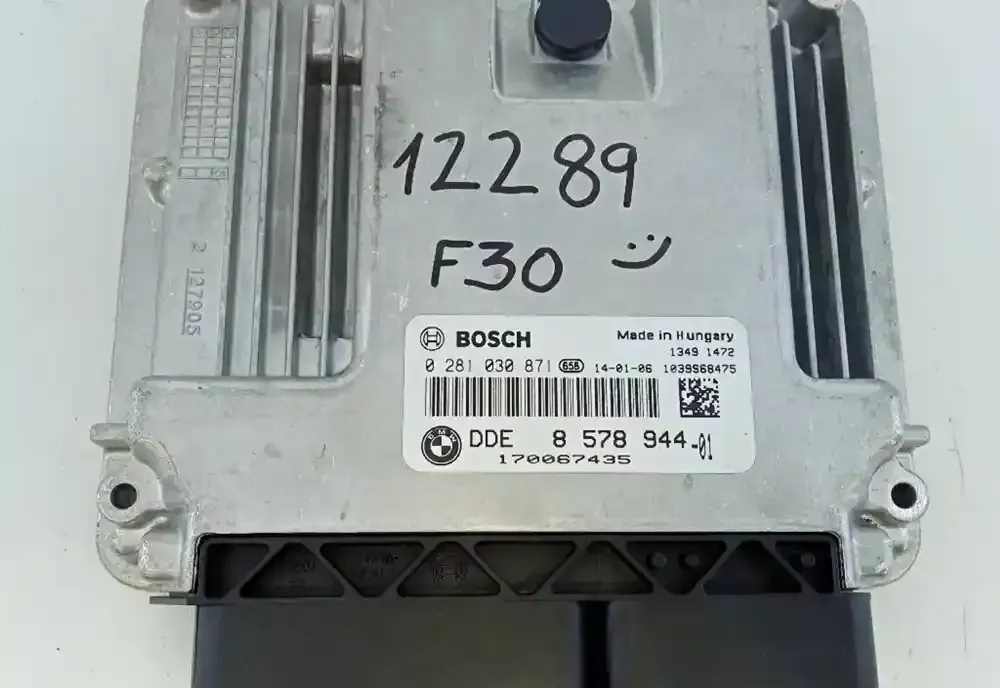 12289
F30
2 127905
BOSCH
Made in Hungary
1349 1472
0 281 030 871 658 14-01-06 1039S68475
BMW
DDE 8 578 944-01
170067435